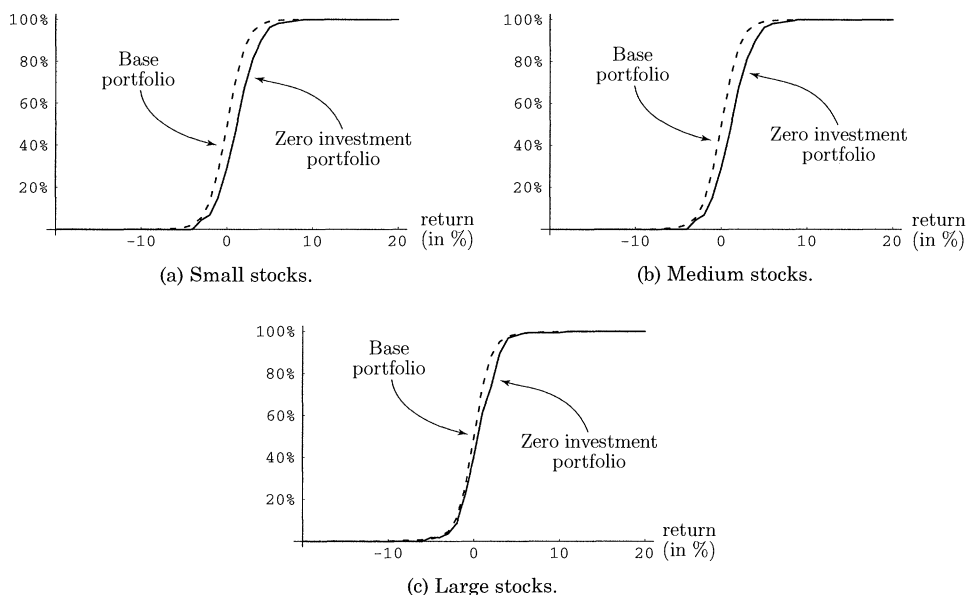 100%
80%
60%
40%
20%
Base
portfolio
Zero investment
portfolio
-10
0
10
20
return
(in %)
(a) Small stocks.
100%
80%
60%
40%
20%
Base
portfolio
Zero investment
portfolio
-10
0
10
20
return
(in %)
(b) Medium stocks.
100%
80%
60%
40%
20%
Base
portfolio
Zero investment
portfolio
-10
0
10
20
return
(in %)
(c) Large stocks.